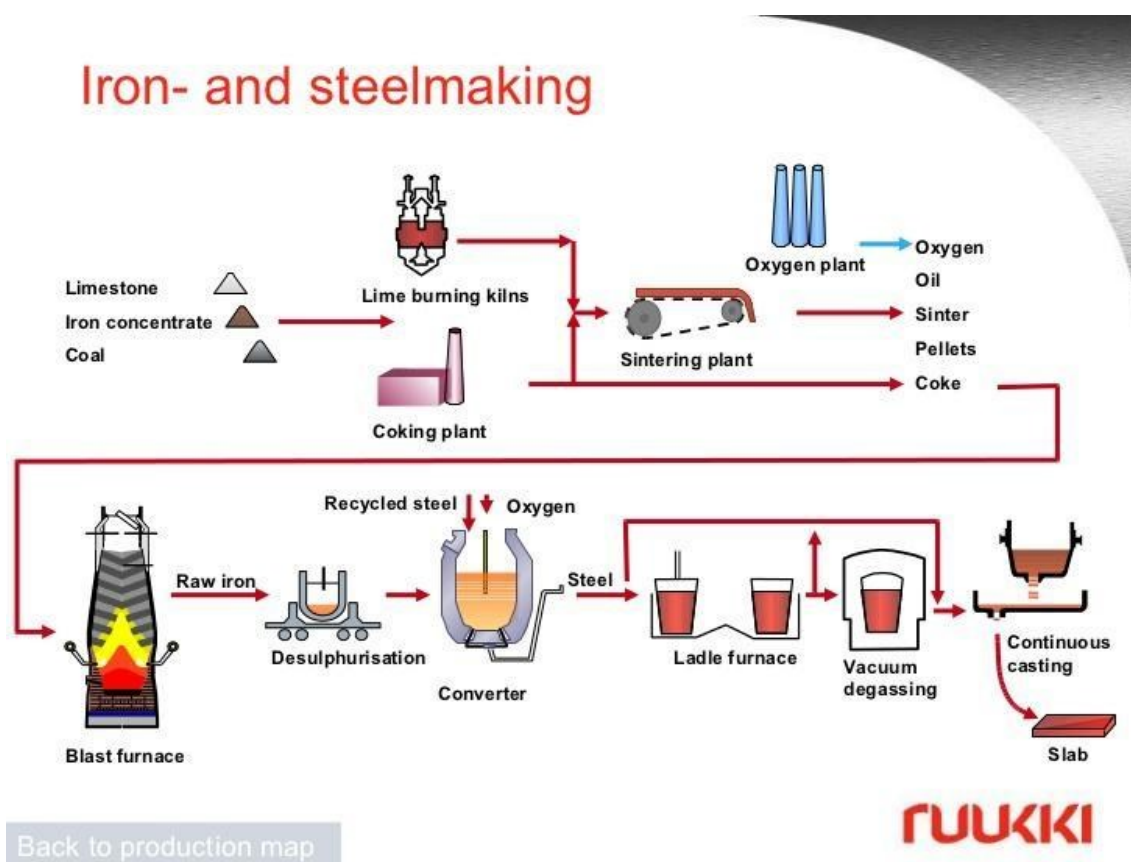 Iron- and steelmaking
Limestone
Iron concentrate
Coal
Lime burning kilns
Coking plant
Sintering plant
Oxygen plant
Oxygen
Oil
Sinter
Pellets
Coke
Blast furnace
Raw iron
Desulphurisation
Recycled steel
Oxygen
Converter
Steel
Ladle furnace
Vacuum
degassing
Continuous
casting
Slab
RUUKKI
Back to production map